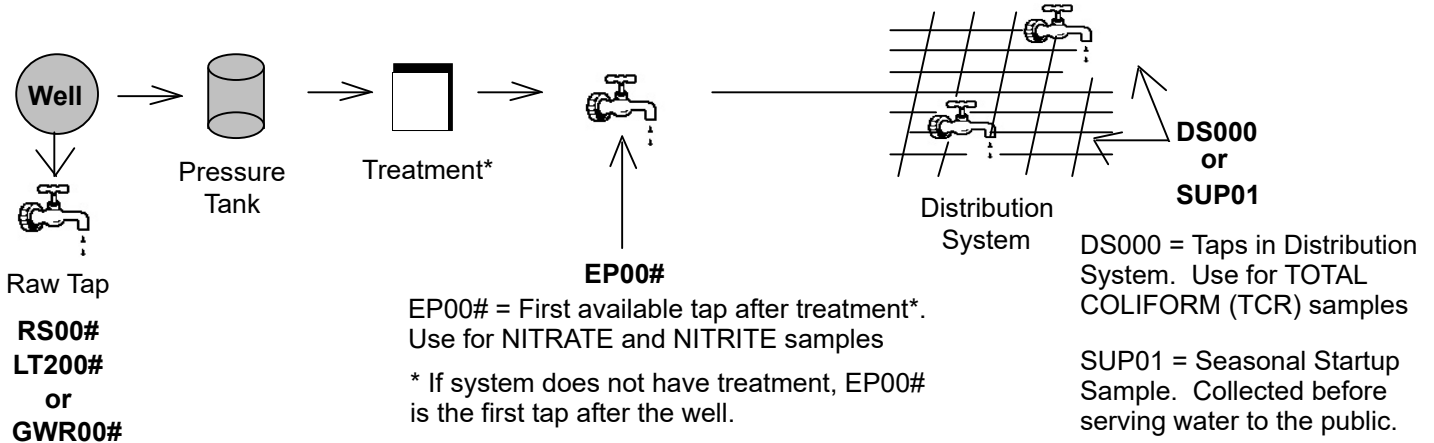 Well
Pressure
Tank
Treatment*
Raw Tap
RS00#
LT200#
or
GWR00#
EP00#
EP00# = First available tap after treatment*.
Use for NITRATE and NITRITE samples
* If system does not have treatment, EP00#
is the first tap after the well.
Distribution
System
DS000
or
SUP01
DS000 = Taps in Distribution
System. Use for TOTAL
COLIFORM (TCR) samples
SUP01 = Seasonal Startup
Sample. Collected before
serving water to the public.